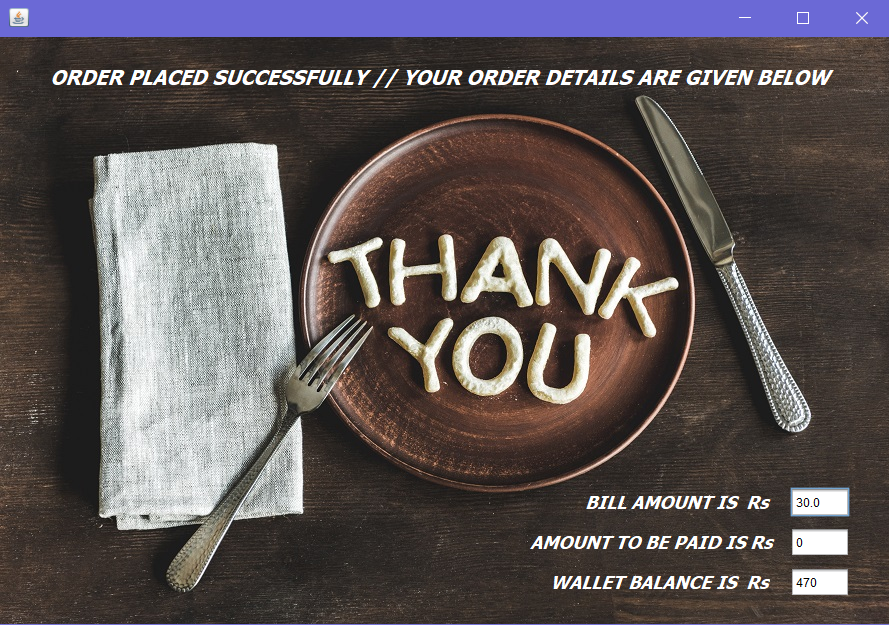 ORDER PLACED SUCCESSFULLY // YOUR ORDER DETAILS ARE GIVEN BELOW
THANK
YOU
BILL AMOUNT IS Rs 30.0
AMOUNT TO BE PAID IS Rs 0
WALLET BALANCE IS Rs 470